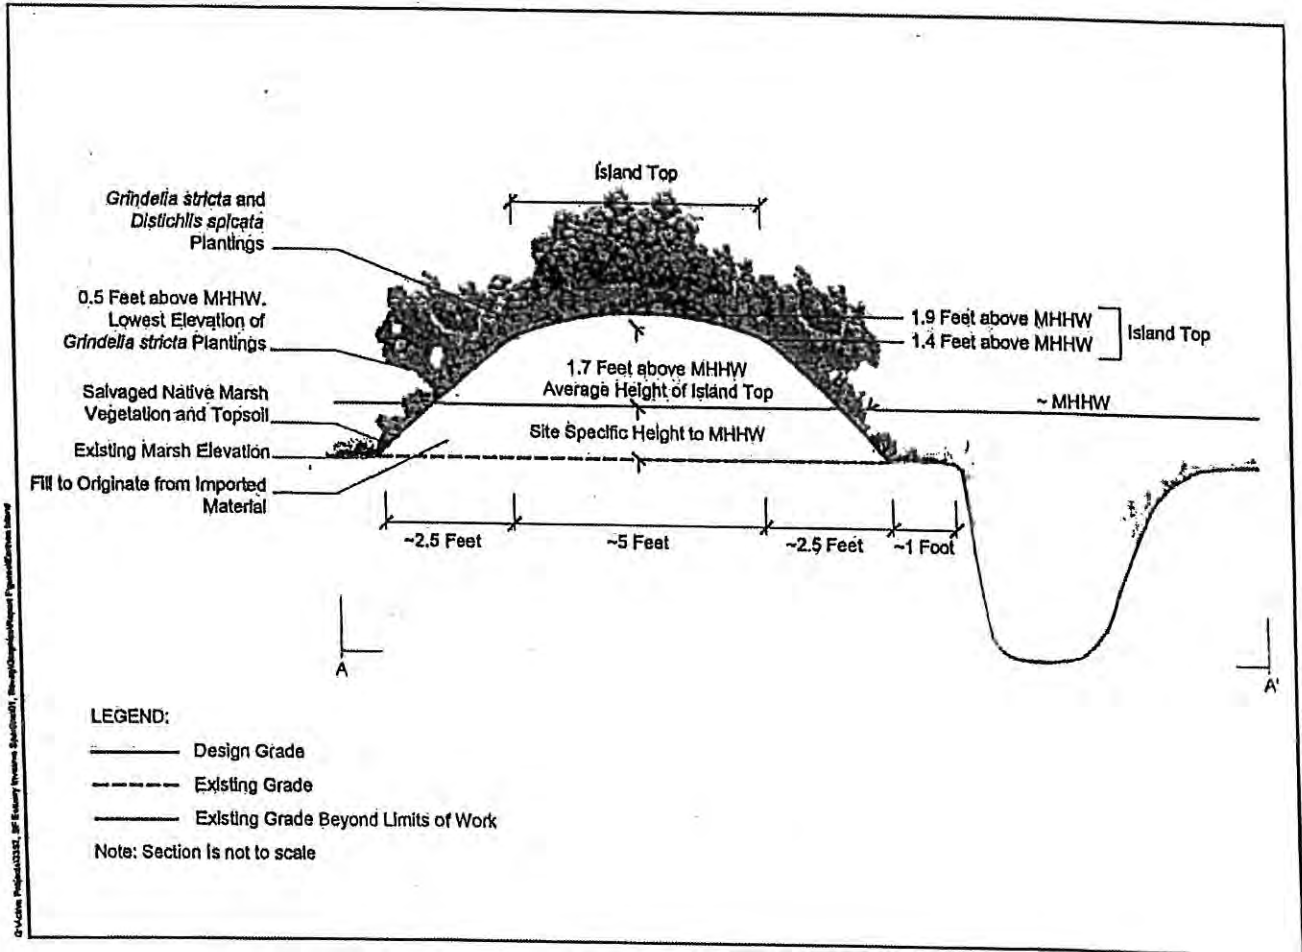 Island Top
Grindelia stricta and
Distichlis spicata
Plantings
0.5 Feet above MHHW.
Lowest Elevation of
Grindelia stricta Plantings
Salvaged Native Marsh
Vegetation and Topsoil
Existing Marsh Elevation
Fill to Originate from Imported
Material
1.9 Feet above MHHW
1.4 Feet above MHHW
Island Top
1.7 Feet above MHHW
Average Height of Island Top
~ MHHW
Site Specific Height to MHHW
~2.5 Feet
~5 Feet
~2.5 Feet
~1 Foot
A
A'
LEGEND:
Design Grade
Existing Grade
Existing Grade Beyond Limits of Work
Note: Section is not to scale